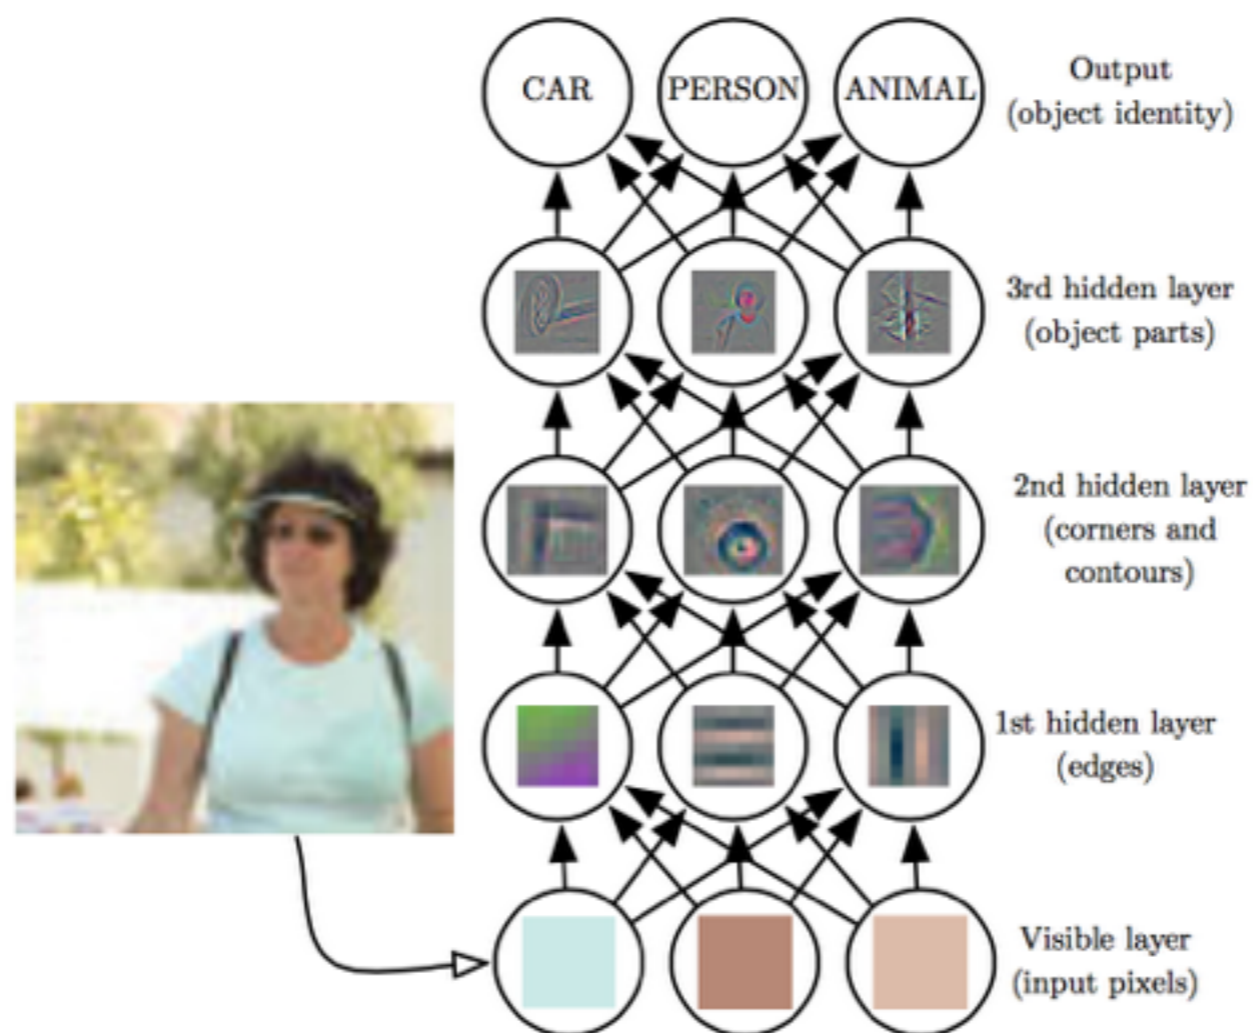 CAR PERSON ANIMAL
Output
(object identity)
3rd hidden layer
(object parts)
2nd hidden layer
(corners and
contours)
1st hidden layer
(edges)
Visible layer
(input pixels)